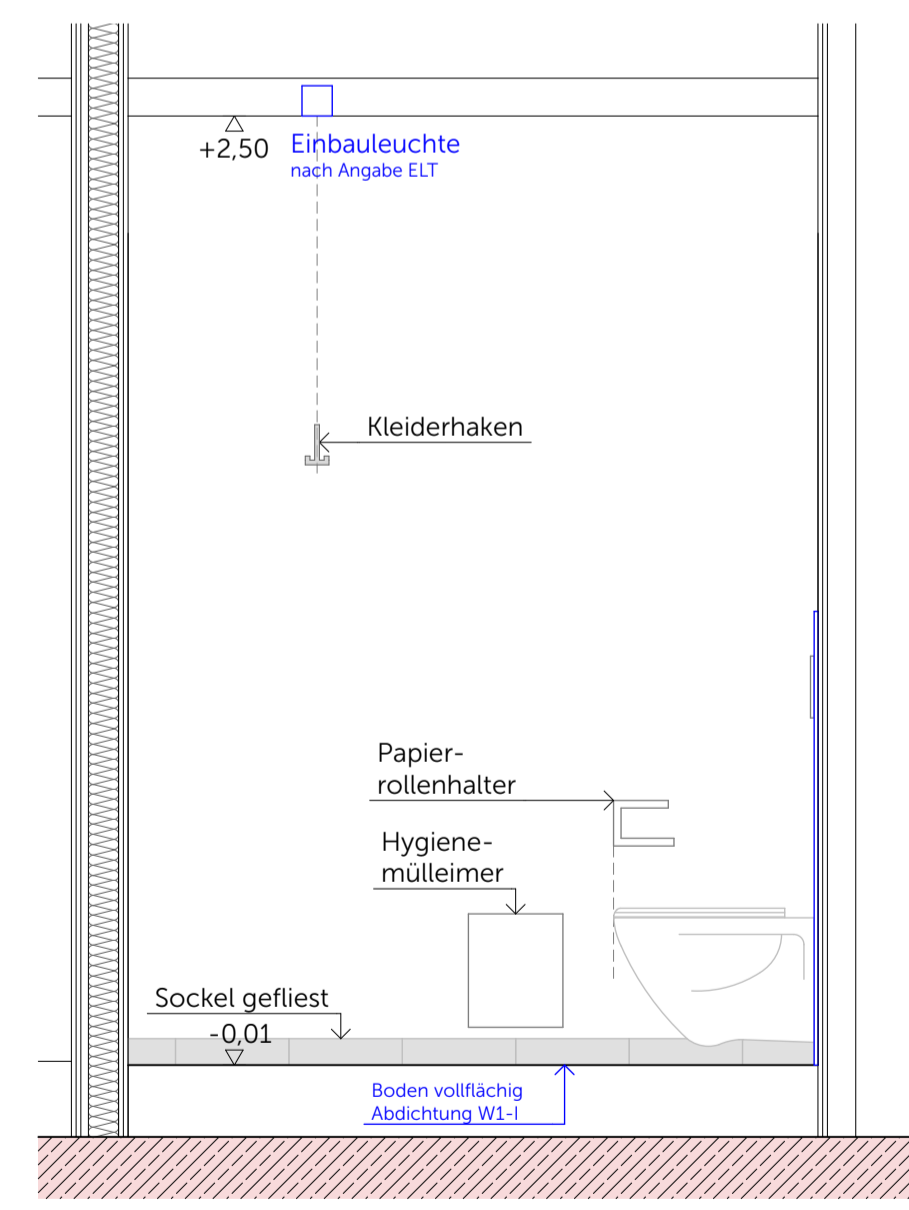 +2,50
Einbauleuchte
nach Angabe ELT
Kleiderhaken
Papier-
rollenhalter
Hygiene-
mülleimer
Sockel gefliest
-0,01
Boden vollflächig
Abdichtung W1-I